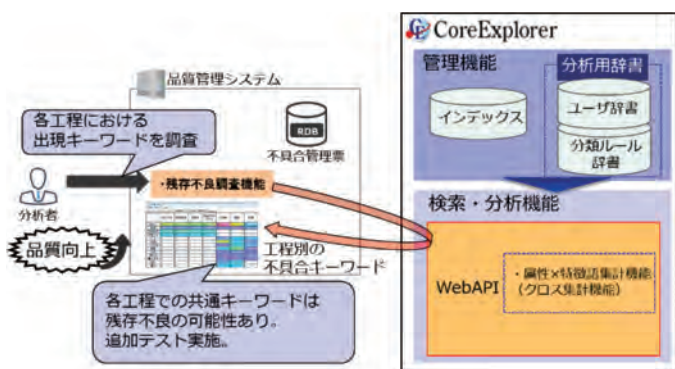 CoreExplorer
管理機能
分析用辞書
インデックス
ユーザ辞書
分類ルール
辞書
品質管理システム
各工程における
出現キーワードを調査
RDB
不具合管理票
・残存不良調査機能
分析者
品質向上
工程別の
不具合キーワード
各工程での共通キーワードは
残存不良の可能性あり。
追加テスト実施。
検索・分析機能
WebAPI
・属性×特徴語集計機能
（クロス集計機能）